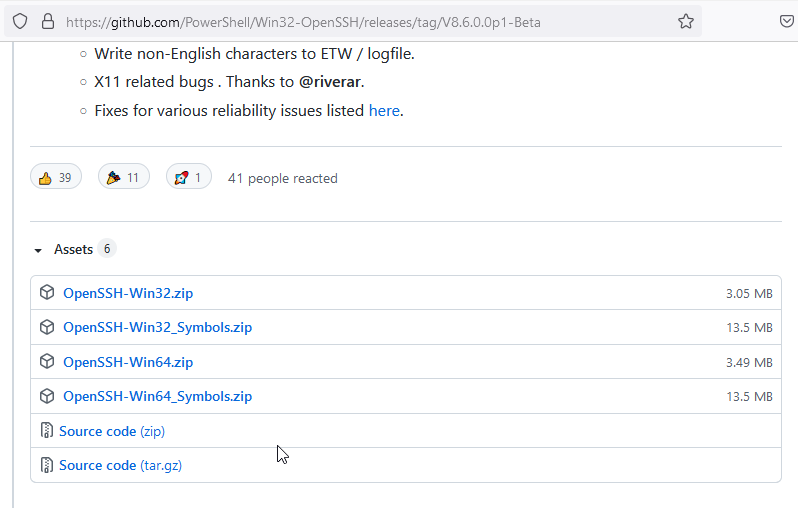 https://github.com/PowerShell/Win32-OpenSSH/releases/tag/V8.6.0.0p1-Beta
Write non-English characters to ETW / logfile.
X11 related bugs . Thanks to @riverar.
Fixes for various reliability issues listed here.
39 11 1 41 people reacted
Assets 6
OpenSSH-Win32.zip 3.05 MB
OpenSSH-Win32_Symbols.zip 13.5 MB
OpenSSH-Win64.zip 3.49 MB
OpenSSH-Win64_Symbols.zip 13.5 MB
Source code (zip)
Source code (tar.gz)